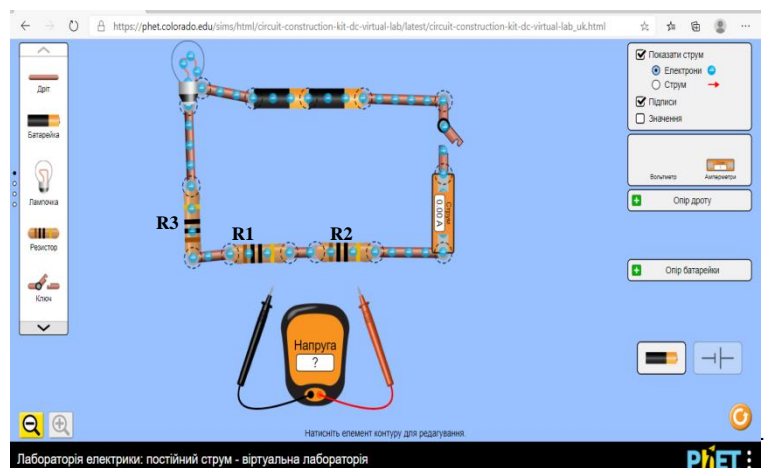 https://phet.colorado.edu/sims/html/circuit-construction-kit-dc-virtual-lab/latest/circuit-construction-kit-dc-virtual-lab_uk.html
Дріт
Батарейка
Лампочка
Резистор
Ключ
Показати струм
Електрони
Струм
Підписи
Значення
Вольтметр
Амперметри
Опір дроту
Опір батарейки
Струм
0.00 A
R3
R1
R2
Напруга
?
Натисніть елемент контуру для редагування.
Лабораторія електрики: постійний струм - віртуальна лабораторія
PhET